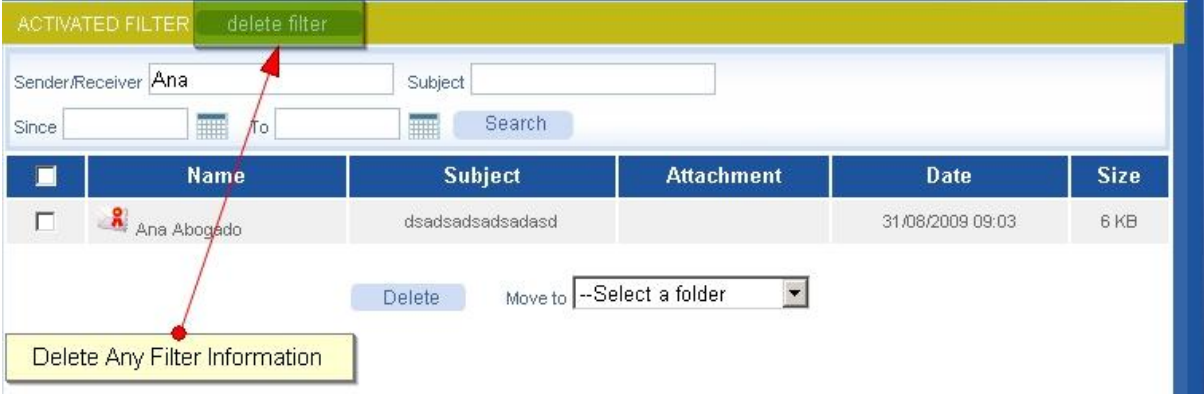 ACTIVATED FILTER delete filter
Sender/Receiver Ana Subject
Since To Search
Name Subject Attachment Date Size
Ana Abogado dsadsadsadsadasd 31/08/2009 09:03 6 KB
Delete Move to --Select a folder
Delete Any Filter Information